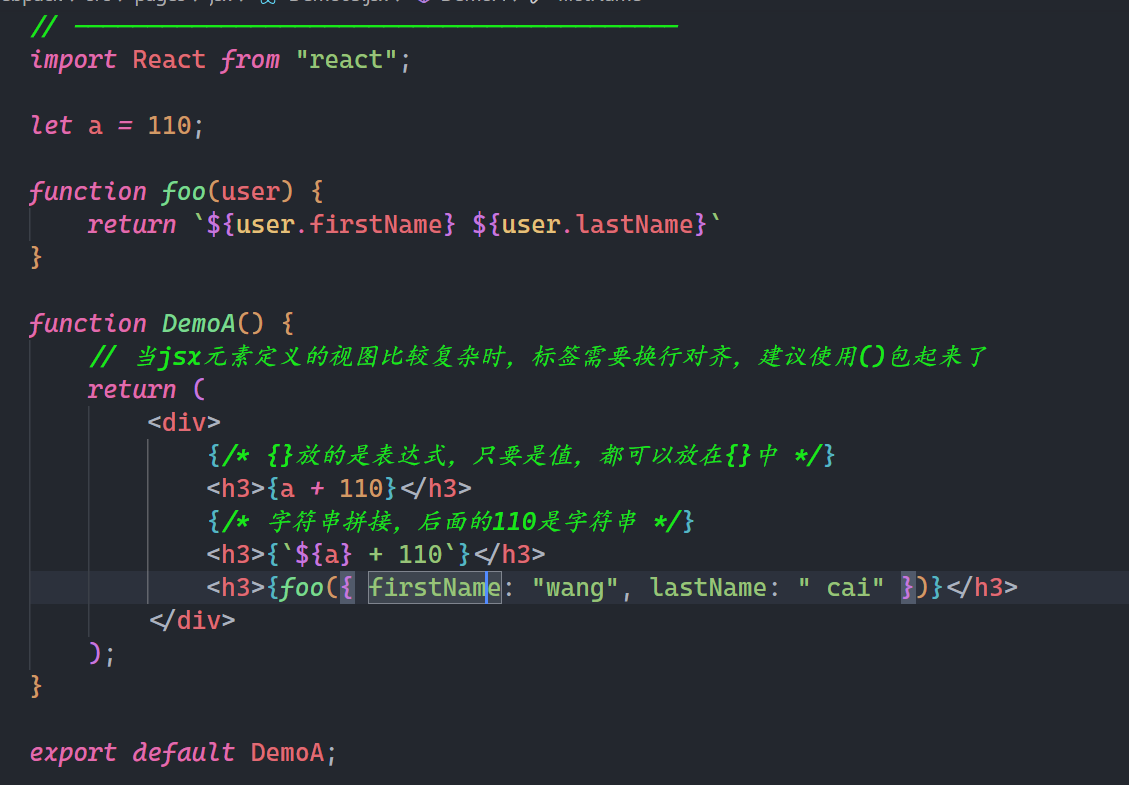 // ————————————————————————————
import React from "react";
let a = 110;
function foo(user) {
return `${user.firstName} ${user.lastName}`
}
function DemoA() {
// 当jsx元素定义的视图比较复杂时，标签需要换行对齐，建议使用()包起来了
return (
<div>
{/* {}放的是表达式，只要是值，都可以放在{}中 */}
<h3>{a + 110}</h3>
{/* 字符串拼接，后面的110是字符串 */}
<h3>{`${a} + 110`}</h3>
<h3>{foo({ firstName: "wang", lastName: " cai" })}</h3>
</div>
);
}
export default DemoA;